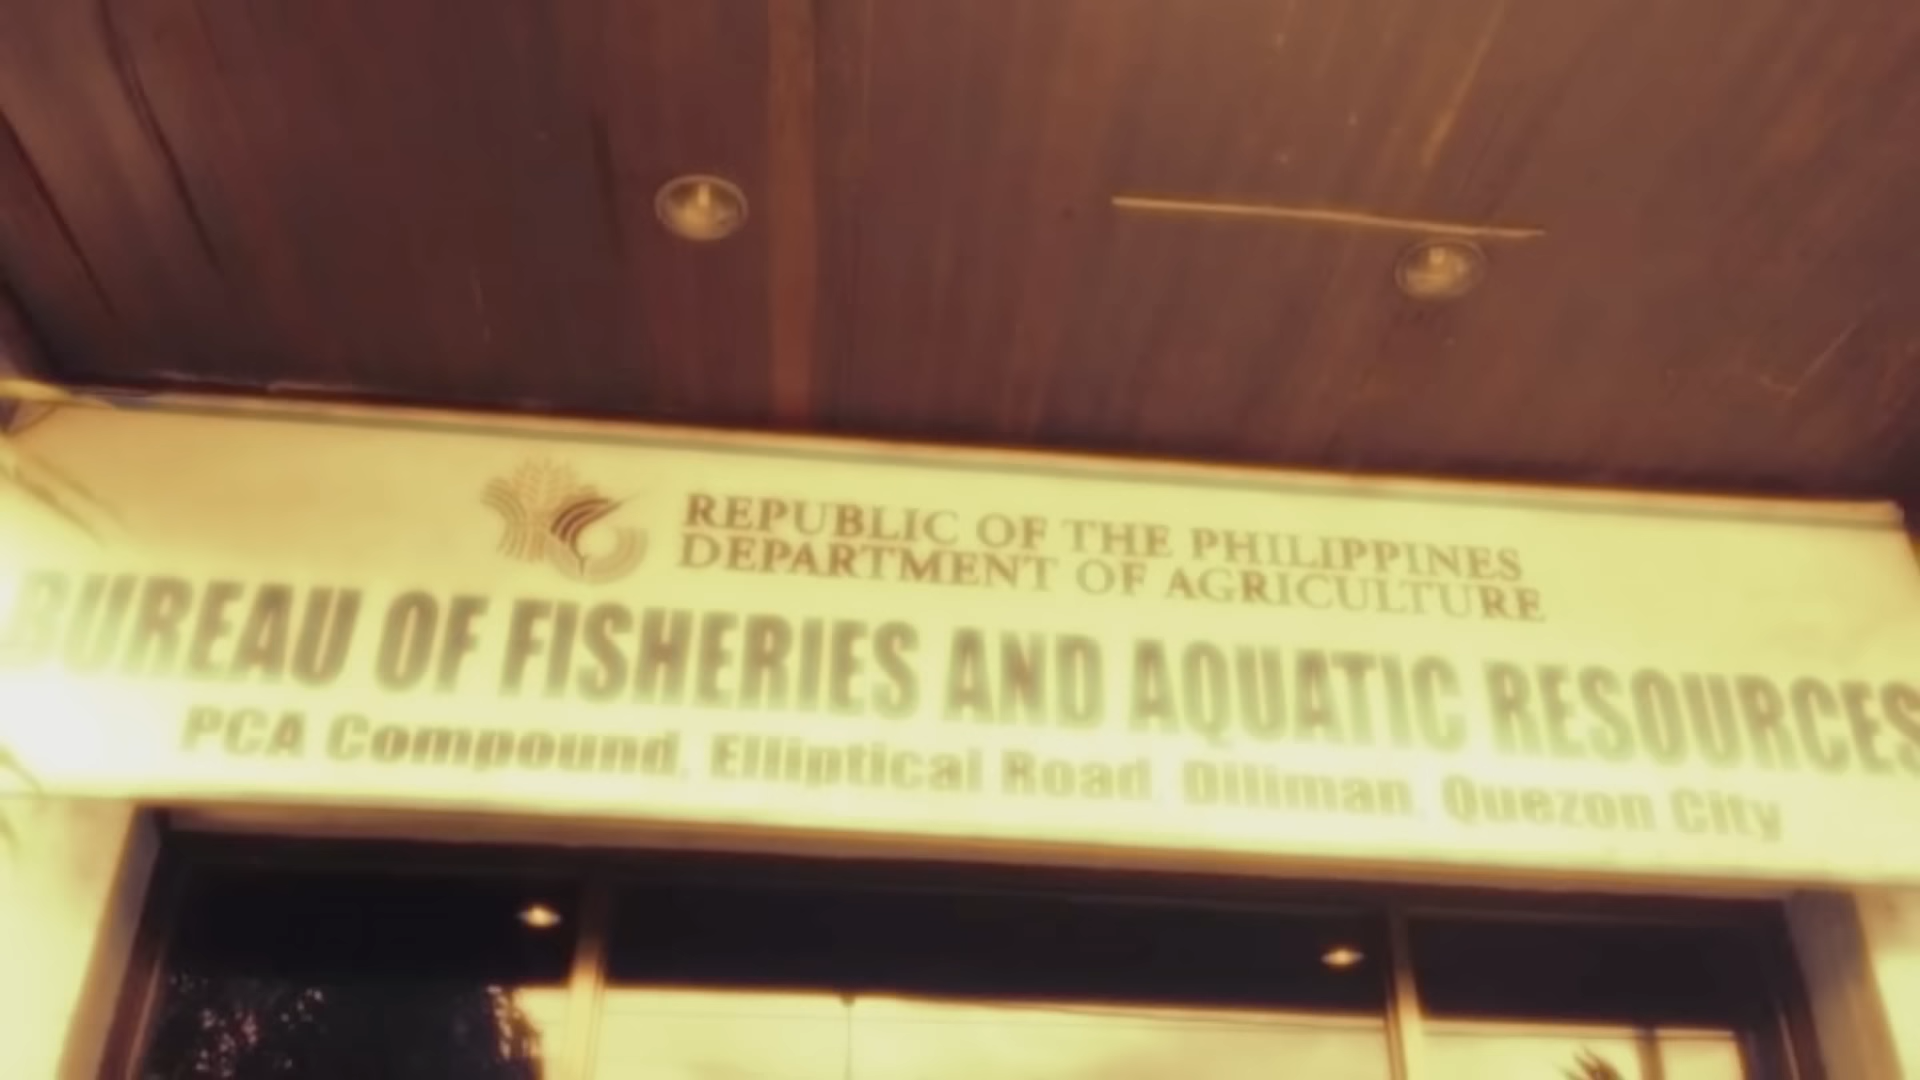 REPUBLIC OF THE PHILIPPINES
DEPARTMENT OF AGRICULTURE
BUREAU OF FISHERIES AND AQUATIC RESOURCES
PCA Compound, Elliptical Road, Diliman, Quezon City